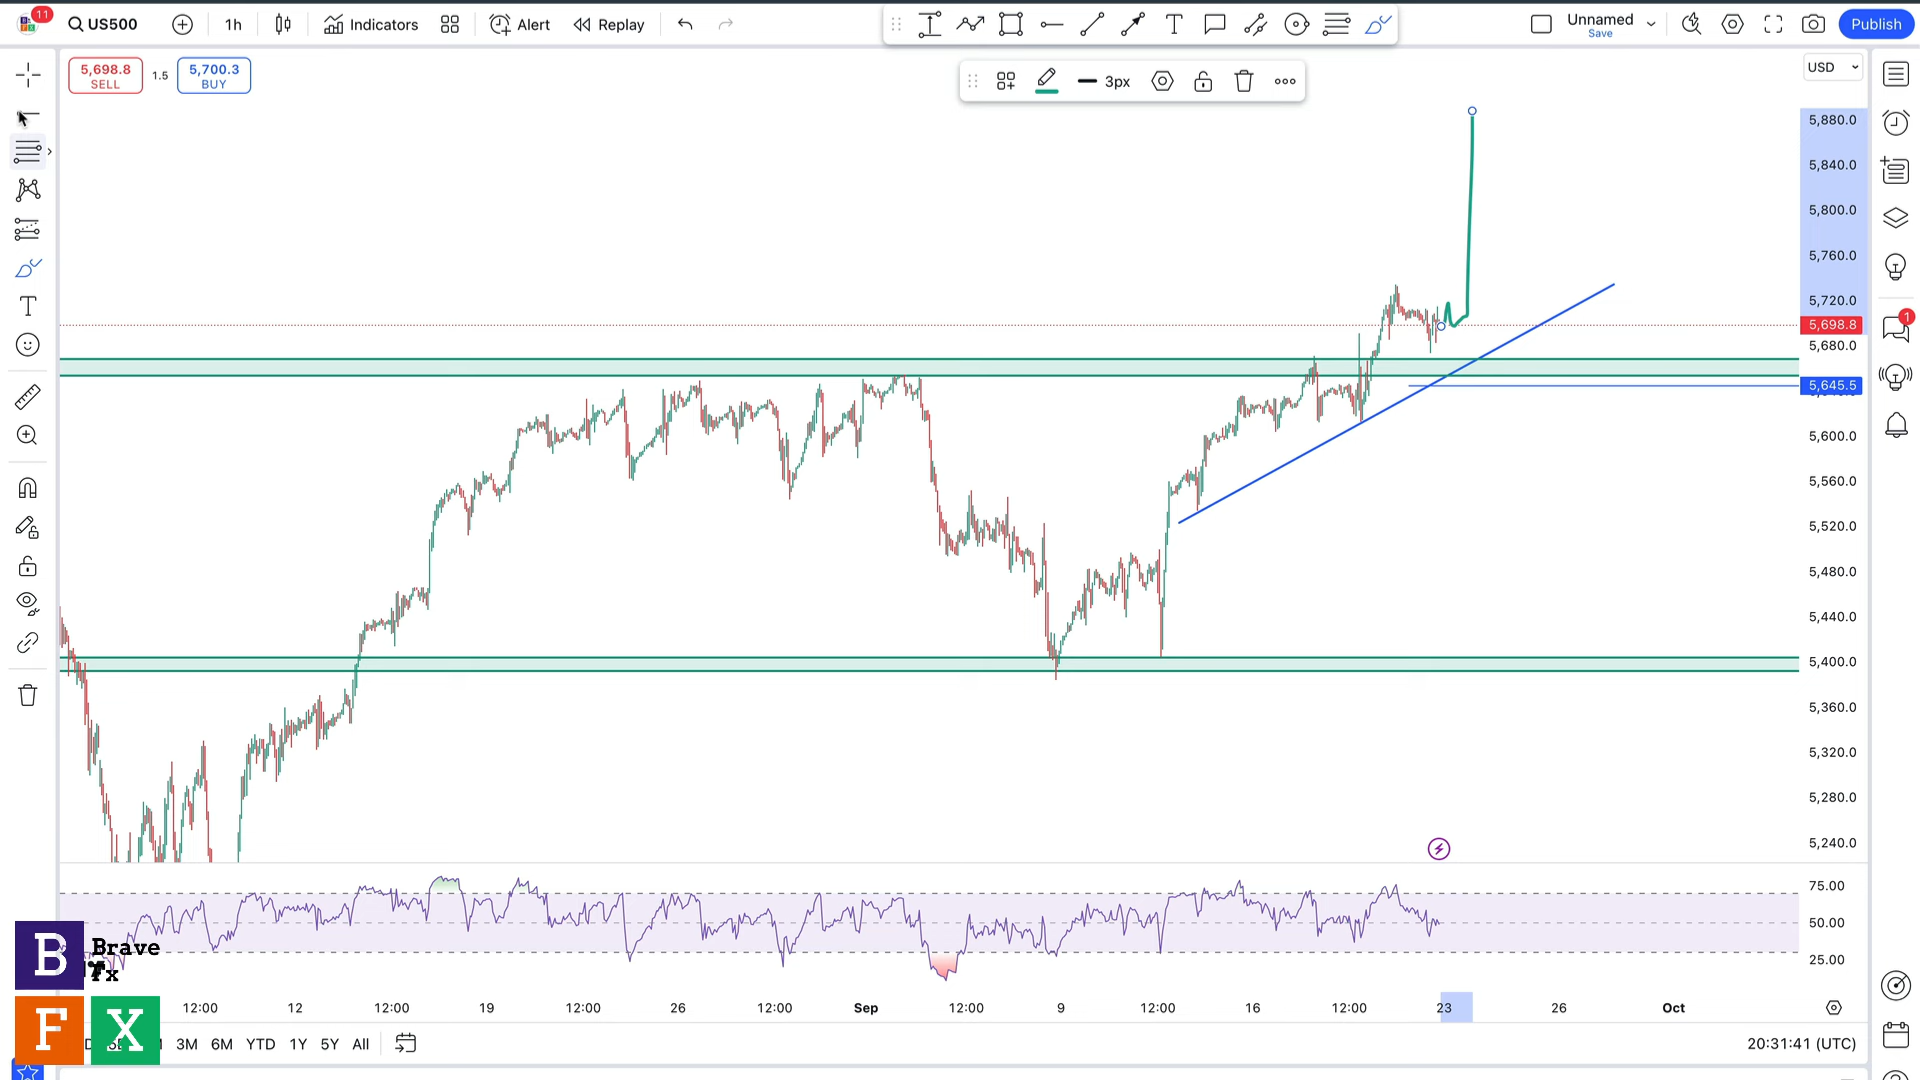 11
US500
1h
Indicators
Alert
Replay
Unnamed
Save
Publish
5,698.8
SELL
1.5
5,700.3
BUY
3px
USD
5,880.0
5,840.0
5,800.0
5,760.0
5,720.0
5,698.8
5,680.0
5,645.5
5,600.0
5,560.0
5,520.0
5,480.0
5,440.0
5,400.0
5,360.0
5,320.0
5,280.0
5,240.0
75.00
50.00
25.00
1
B
Brave
Fx
F X
12:00 12 12:00 19 12:00 26 12:00 Sep 12:00 9 12:00 16 12:00 23 26 Oct
3M 6M YTD 1Y 5Y All
20:31:41 (UTC)